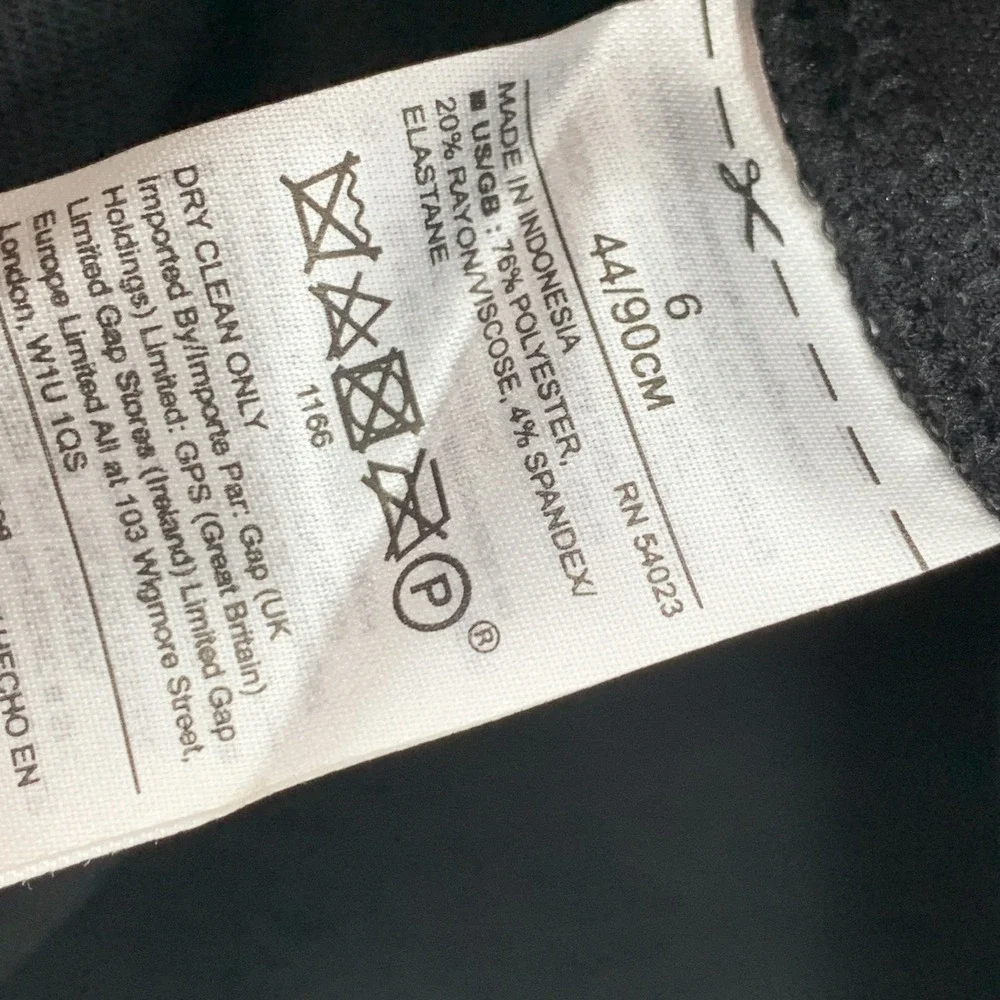 6
44/90CM
RN 54023
MADE IN INDONESIA
■ US/GB : 76% POLYESTER,
20% RAYON/VISCOSE, 4% SPANDEX/
ELASTANE
P ®
1166
DRY CLEAN ONLY
Imported By/Importe Par: Gap (UK
Holdings) Limited: GPS (Great Britain)
Limited Gap Stores (Ireland) Limited Gap
Europe Limited All at 103 Wigmore Street,
London, W1U 1QS
HECHO EN